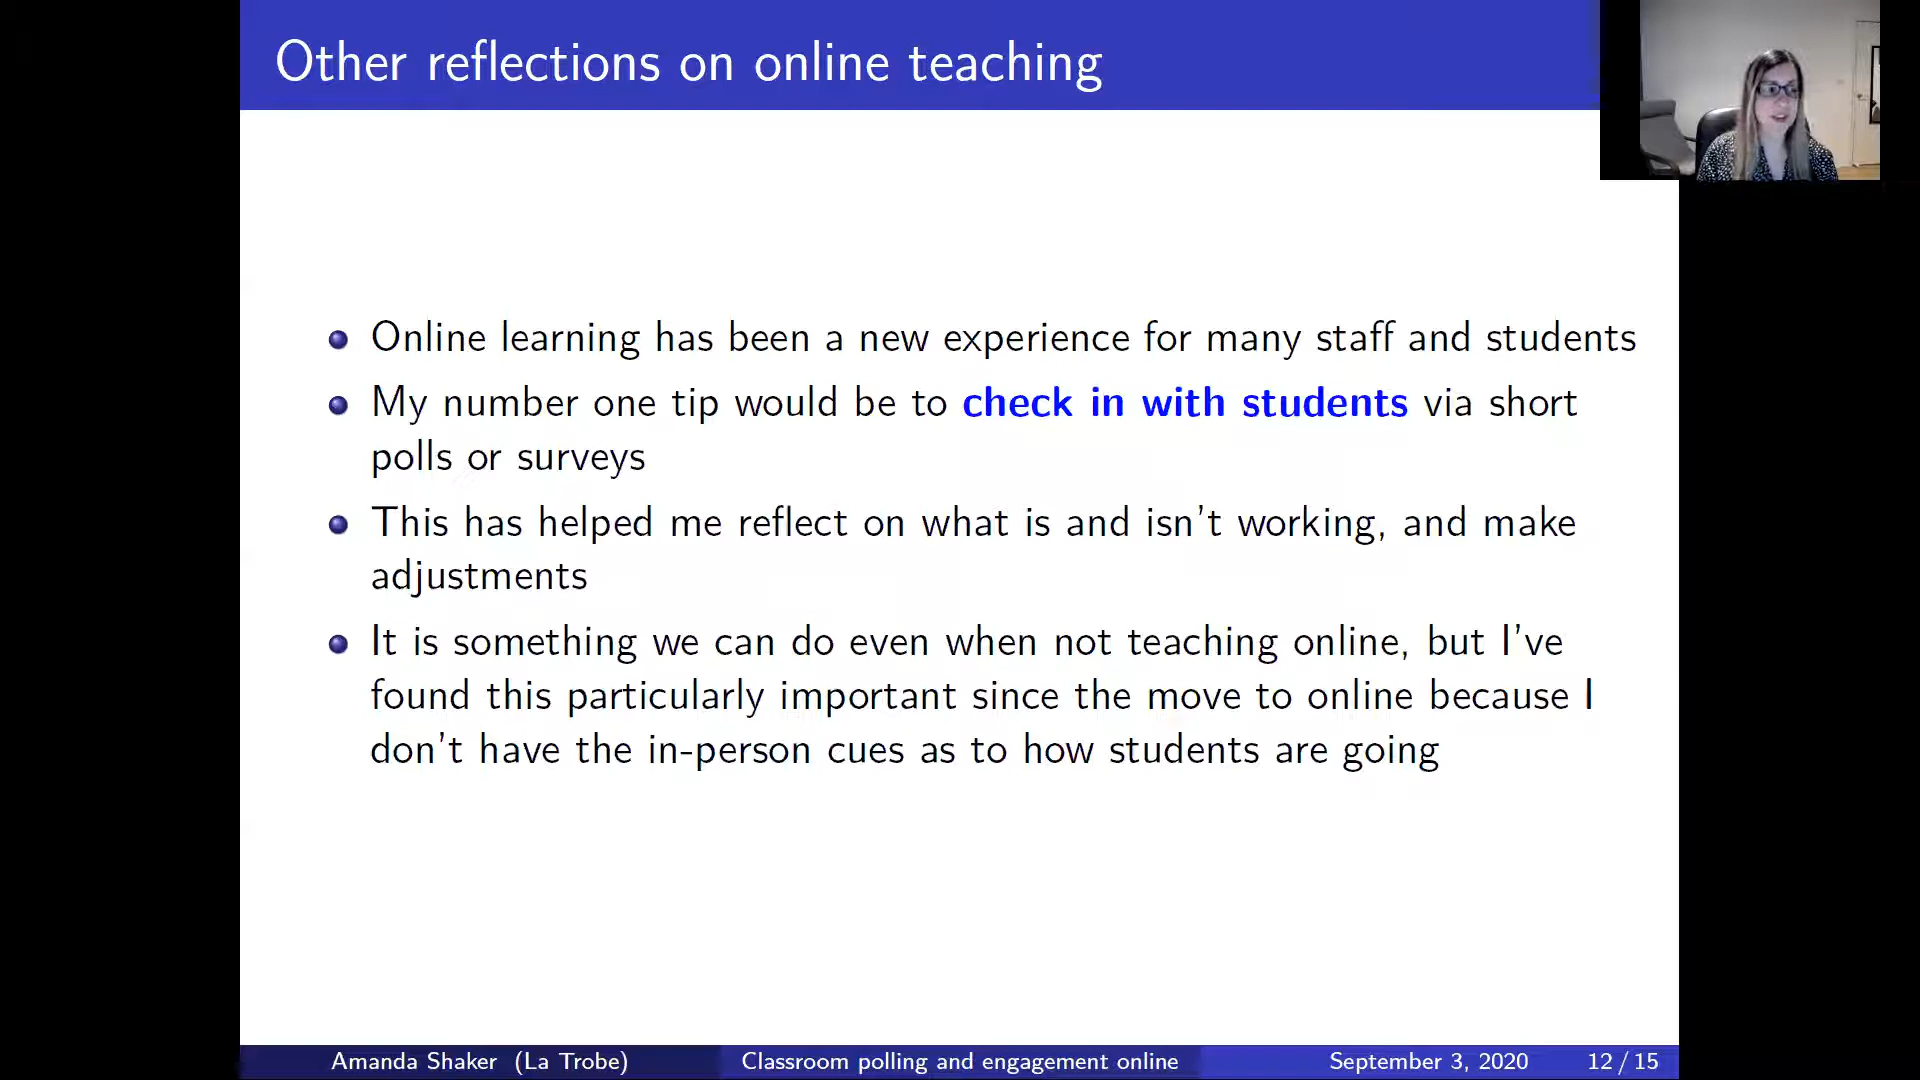 Other reflections on online teaching
Online learning has been a new experience for many staff and students
My number one tip would be to check in with students via short
polls or surveys
This has helped me reflect on what is and isn't working, and make
adjustments
It is something we can do even when not teaching online, but I've
found this particularly important since the move to online because I
don't have the in-person cues as to how students are going
Amanda Shaker (La Trobe) Classroom polling and engagement online September 3, 2020 12 / 15